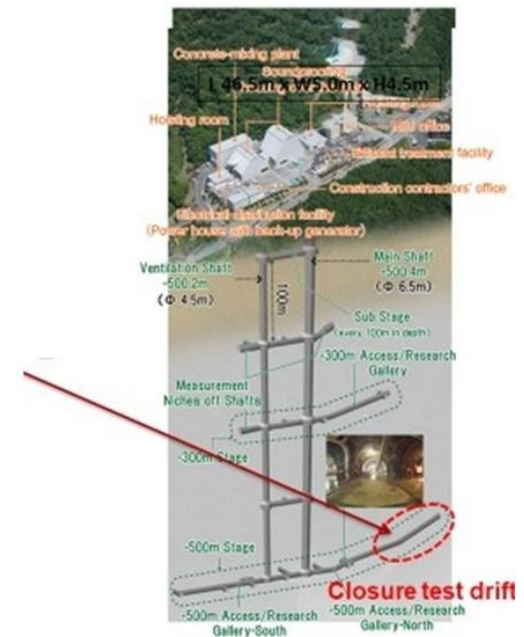 Concrete-mixing plant
Soundproofing
L 46.5m x W5.0m x H4.5m
Hoisting room
office
treatment facility
Construction contractors' office
Electrical distribution facility
(Power house with back-up generator)
Ventilation Shaft
-500.2m
(Φ 4.5m)
Main Shaft
-500.4m
(Φ 6.5m)
100m
Sub Stage
(every 100m in depth)
-300m Access/Research
Gallery
Measurement
Niches off Shafts
-300m Stage
-500m Stage
Closure test drift
-500m Access/Research
Gallery-South
-500m Access/Research
Gallery-North